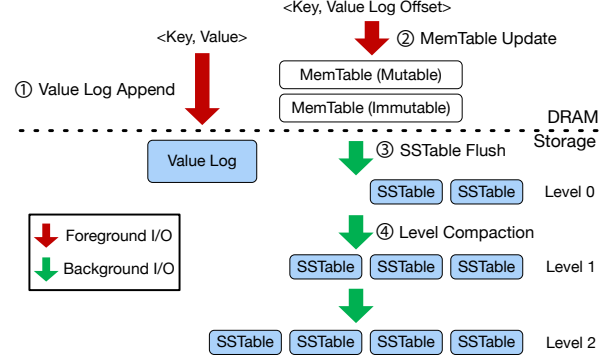 <Key, Value Log Offset>
<Key, Value>
② MemTable Update
① Value Log Append
MemTable (Mutable)
MemTable (Immutable)
DRAM
Storage
Value Log
③ SSTable Flush
SSTable SSTable Level 0
Foreground I/O
Background I/O
④ Level Compaction
SSTable SSTable SSTable Level 1
SSTable SSTable SSTable SSTable Level 2